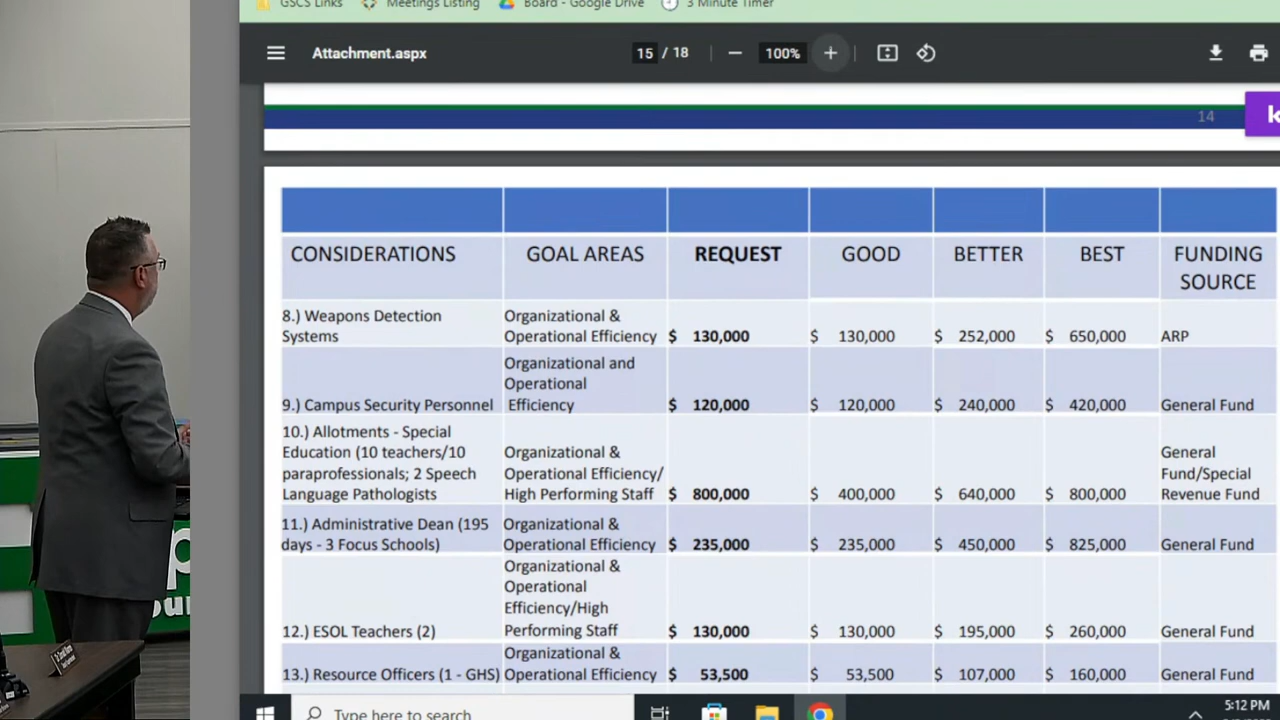 GSCS Links Meetings Listing Board - Google Drive 3 Minute Timer
Attachment.aspx 15 / 18 100%
14 k
CONSIDERATIONS GOAL AREAS REQUEST GOOD BETTER BEST FUNDING
SOURCE
8.) Weapons Detection
Systems
Organizational &
Operational Efficiency
$ 130,000 $ 130,000 $ 252,000 $ 650,000 ARP
9.) Campus Security Personnel
Organizational and
Operational
Efficiency
$ 120,000 $ 120,000 $ 240,000 $ 420,000 General Fund
10.) Allotments - Special
Education (10 teachers/10
paraprofessionals; 2 Speech
Language Pathologists
Organizational &
Operational Efficiency/
High Performing Staff
$ 800,000 $ 400,000 $ 640,000 $ 800,000
General
Fund/Special
Revenue Fund
11.) Administrative Dean (195
days - 3 Focus Schools)
Organizational &
Operational Efficiency
$ 235,000 $ 235,000 $ 450,000 $ 825,000 General Fund
12.) ESOL Teachers (2)
Organizational &
Operational
Efficiency/High
Performing Staff
$ 130,000 $ 130,000 $ 195,000 $ 260,000 General Fund
13.) Resource Officers (1 - GHS)
Organizational &
Operational Efficiency
$ 53,500 $ 53,500 $ 107,000 $ 160,000 General Fund
Type here to search
5:12 PM